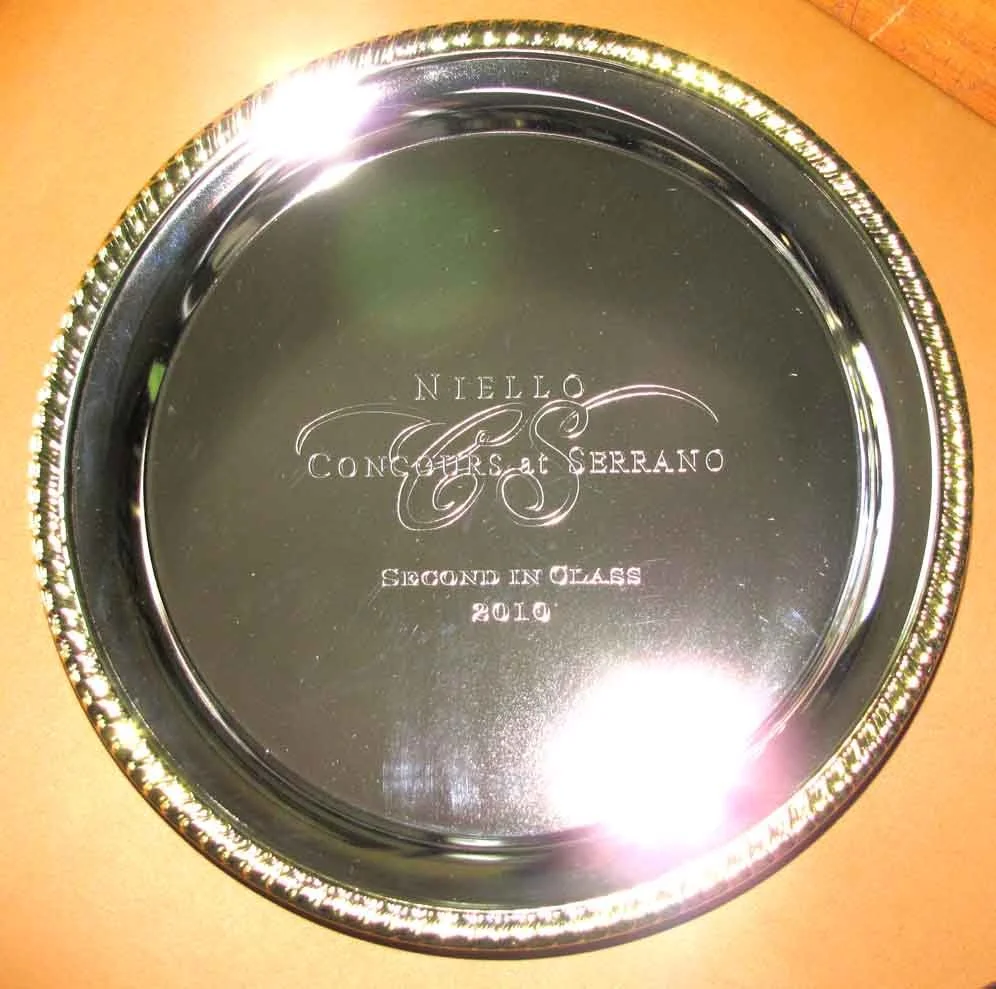 NIELLO
CS
CONCOURS at SERRANO
SECOND IN CLASS
2010